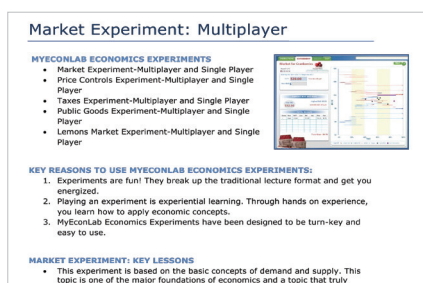 Market Experiment: Multiplayer
MYECONLAB ECONOMICS EXPERIMENTS
• Market Experiment-Multiplayer and Single Player
• Price Controls Experiment-Multiplayer and Single
Player
• Taxes Experiment-Multiplayer and Single Player
• Public Goods Experiment-Multiplayer and Single
Player
• Lemons Market Experiment-Multiplayer and Single
Player
KEY REASONS TO USE MYECONLAB ECONOMICS EXPERIMENTS:
1. Experiments are fun! They break up the traditional lecture format and get you
energized.
2. Playing an experiment is experiential learning. Through hands on experience,
you learn how to apply economic concepts.
3. MyEconLab Economics Experiments have been designed to be turn-key and
easy to use.
MARKET EXPERIMENT: KEY LESSONS
• This experiment is based on the basic concepts of demand and supply. This
topic is one of the major foundations of economics and a topic that truly